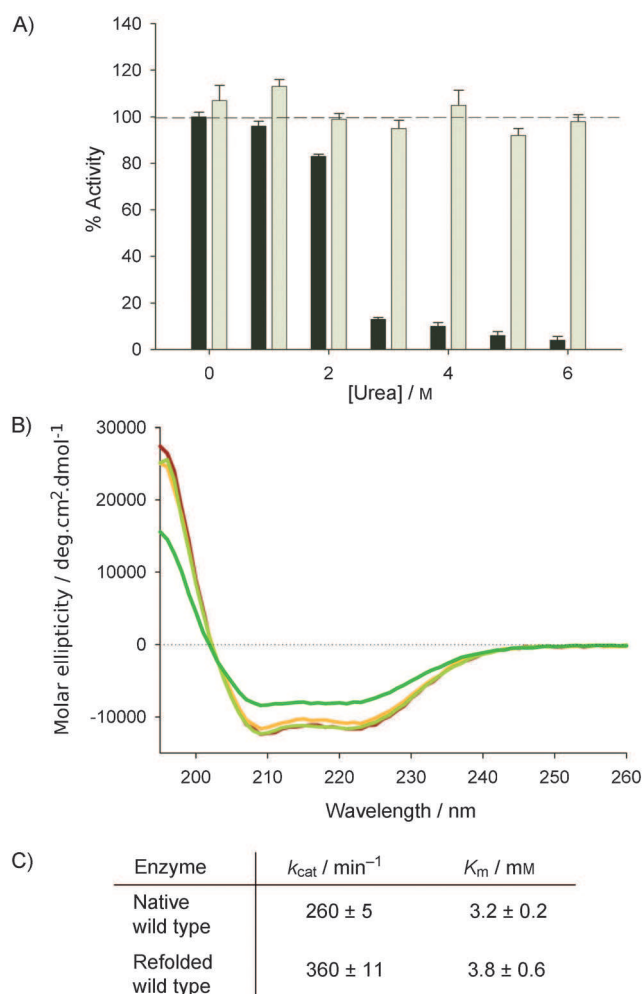 A)
140
120
100
80
60
40
20
0
% Activity
0 2 4 6
[Urea] / M
B)
30000
20000
10000
0
-10000
Molar ellipticity / deg.cm².dmol⁻¹
200 210 220 230 240 250 260
Wavelength / nm
C)
Enzyme k_cat / min⁻¹ K_m / mM
Native
wild type 260 ± 5 3.2 ± 0.2
Refolded
wild type 360 ± 11 3.8 ± 0.6